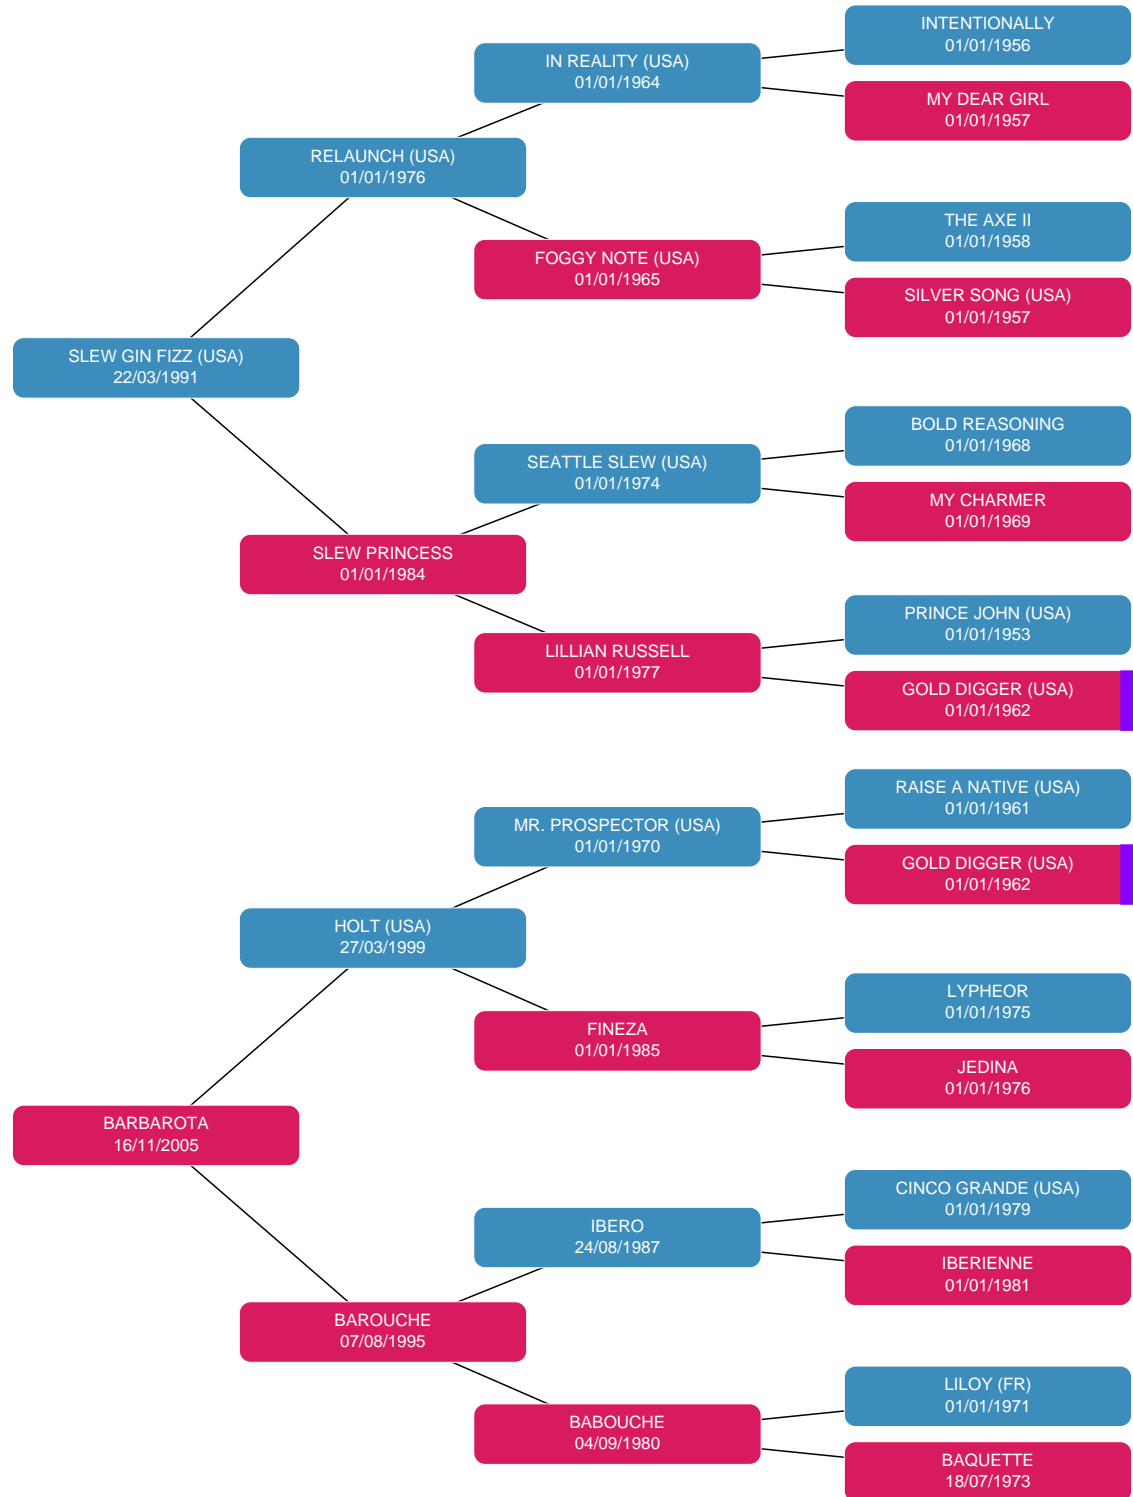 INTENTIONALLY
01/01/1956
IN REALITY (USA)
01/01/1964
MY DEAR GIRL
01/01/1957
RELAUNCH (USA)
01/01/1976
THE AXE II
01/01/1958
FOGGY NOTE (USA)
01/01/1965
SILVER SONG (USA)
01/01/1957
SLEW GIN FIZZ (USA)
22/03/1991
BOLD REASONING
01/01/1968
SEATTLE SLEW (USA)
01/01/1974
MY CHARMER
01/01/1969
SLEW PRINCESS
01/01/1984
PRINCE JOHN (USA)
01/01/1953
LILLIAN RUSSELL
01/01/1977
GOLD DIGGER (USA)
01/01/1962
RAISE A NATIVE (USA)
01/01/1961
MR. PROSPECTOR (USA)
01/01/1970
GOLD DIGGER (USA)
01/01/1962
HOLT (USA)
27/03/1999
LYPHEOR
01/01/1975
FINEZA
01/01/1985
JEDINA
01/01/1976
BARBAROTA
16/11/2005
CINCO GRANDE (USA)
01/01/1979
IBERO
24/08/1987
IBERIENNE
01/01/1981
BAROUCHE
07/08/1995
LILOY (FR)
01/01/1971
BABOUCHE
04/09/1980
BAQUETTE
18/07/1973